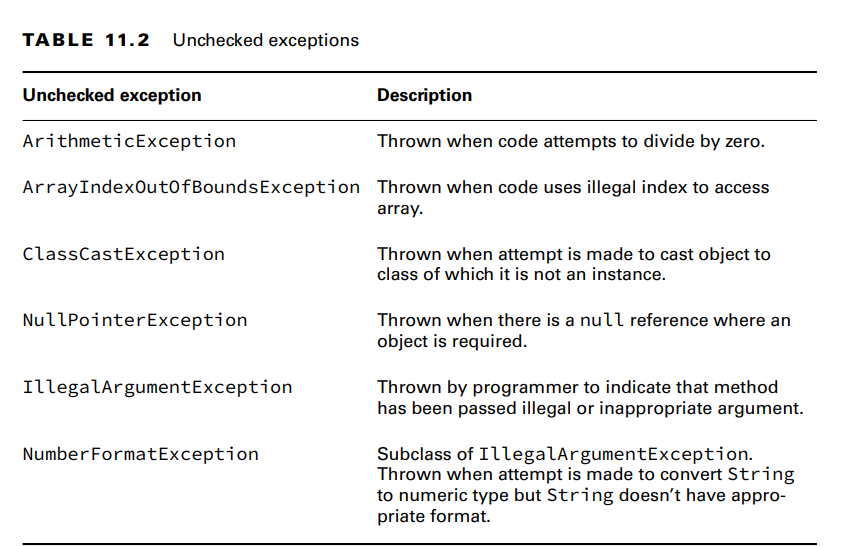 TABLE 11.2 Unchecked exceptions
Unchecked exception Description
ArithmeticException Thrown when code attempts to divide by zero.
ArrayIndexOutOfBoundsException Thrown when code uses illegal index to access
array.
ClassCastException Thrown when attempt is made to cast object to
class of which it is not an instance.
NullPointerException Thrown when there is a null reference where an
object is required.
IllegalArgumentException Thrown by programmer to indicate that method
has been passed illegal or inappropriate argument.
NumberFormatException Subclass of IllegalArgumentException.
Thrown when attempt is made to convert String
to numeric type but String doesn’t have appro-
priate format.